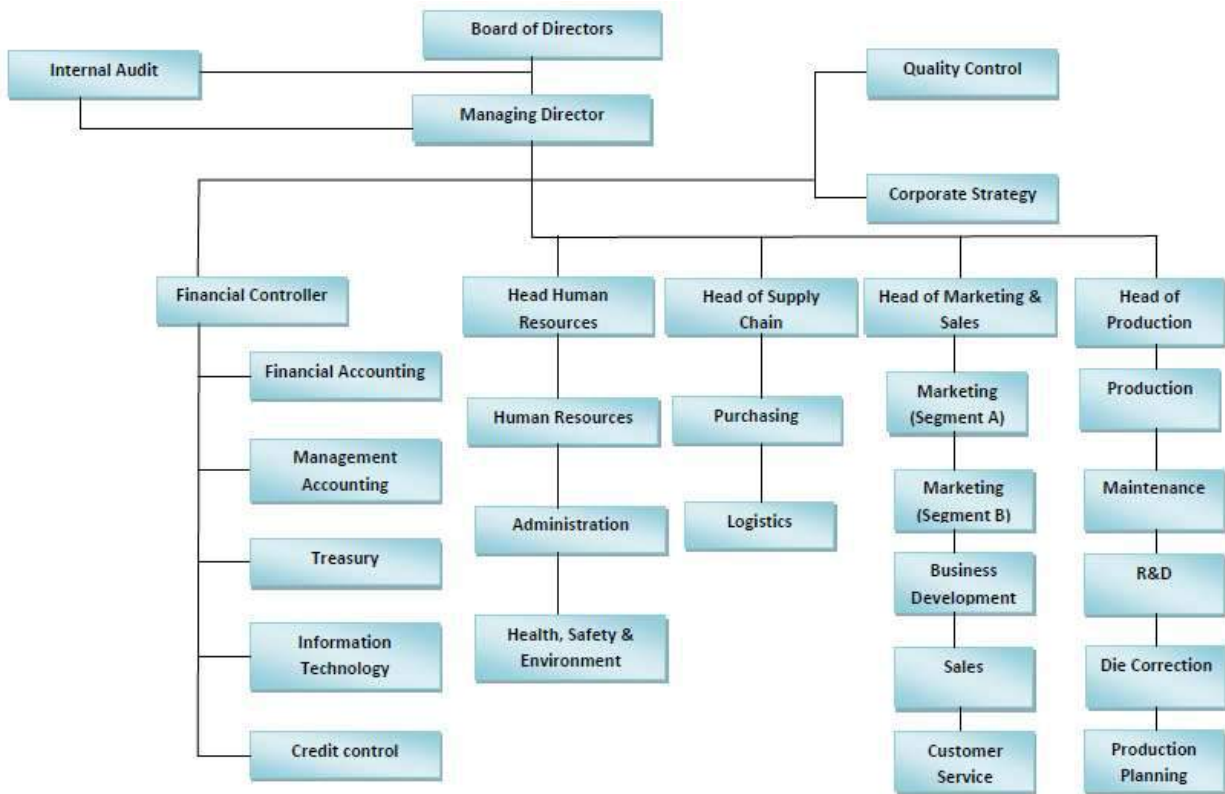 Board of Directors
Internal Audit
Quality Control
Managing Director
Corporate Strategy
Financial Controller
Head Human
Resources
Head of Supply
Chain
Head of Marketing &
Sales
Head of
Production
Financial Accounting
Management
Accounting
Treasury
Information
Technology
Credit control
Human Resources
Administration
Health, Safety &
Environment
Purchasing
Logistics
Marketing
(Segment A)
Marketing
(Segment B)
Business
Development
Sales
Customer
Service
Production
Maintenance
R&D
Die Correction
Production
Planning